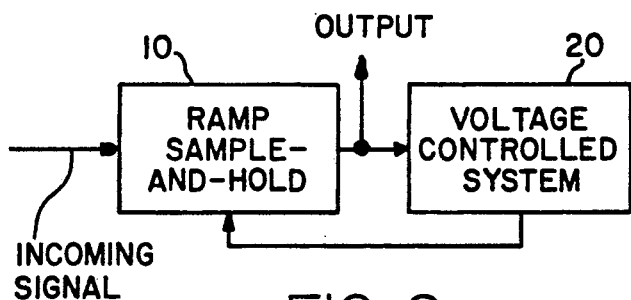 OUTPUT
10
20
RAMP
SAMPLE-
AND-HOLD
VOLTAGE
CONTROLLED
SYSTEM
INCOMING
SIGNAL